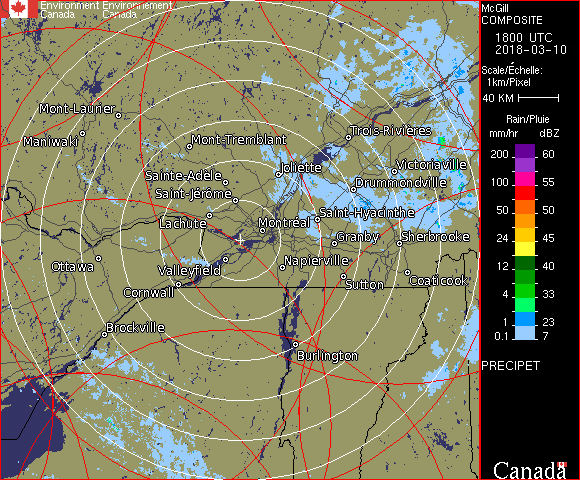 Environment Environnement
Canada Canada
McGill
COMPOSITE
1800 UTC
2018-03-10
Scale/Échelle:
1km/Pixel
40 KM
Rain/Pluie
mm/hr dBZ
200 60
100 55
50 50
24 45
12 40
4 33
1 23
0.1 7
PRECIPET
Canada
Mont-Laurier
Maniwaki
Mont-Tremblant
Trois-Rivières
Sainte-Adèle
Joliette
Victoriaville
Saint-Jérôme
Drummondville
Lachute
Montréal
Saint-Hyacinthe
Granby
Sherbrooke
Ottawa
Valleyfield
Napierville
Cornwall
Sutton
Coaticook
Brockville
Burlington